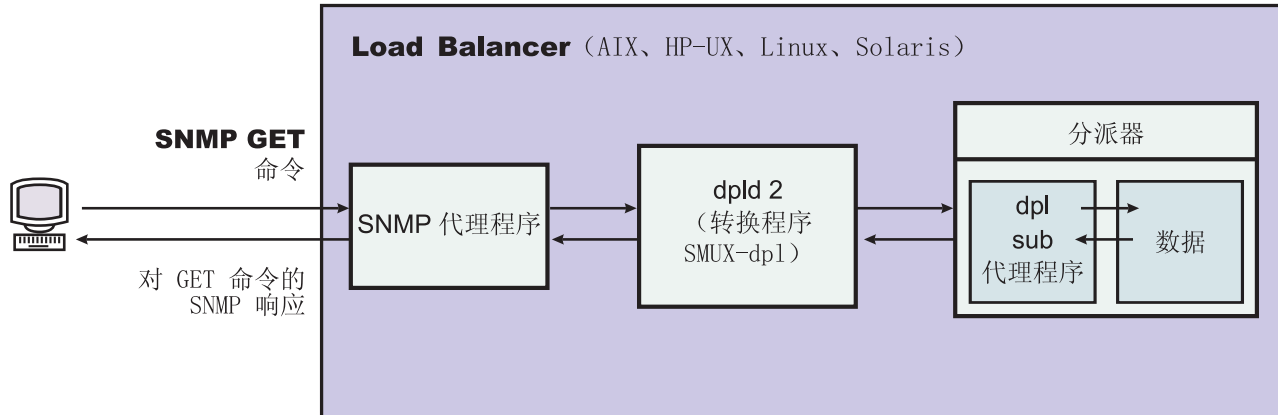 Load Balancer（AIX、HP-UX、Linux、Solaris）
SNMP GET
命令
对 GET 命令的
SNMP 响应
SNMP 代理程序
dpld 2
（转换程序
SMUX-dpl）
分派器
dpl
sub
代理程序
数据